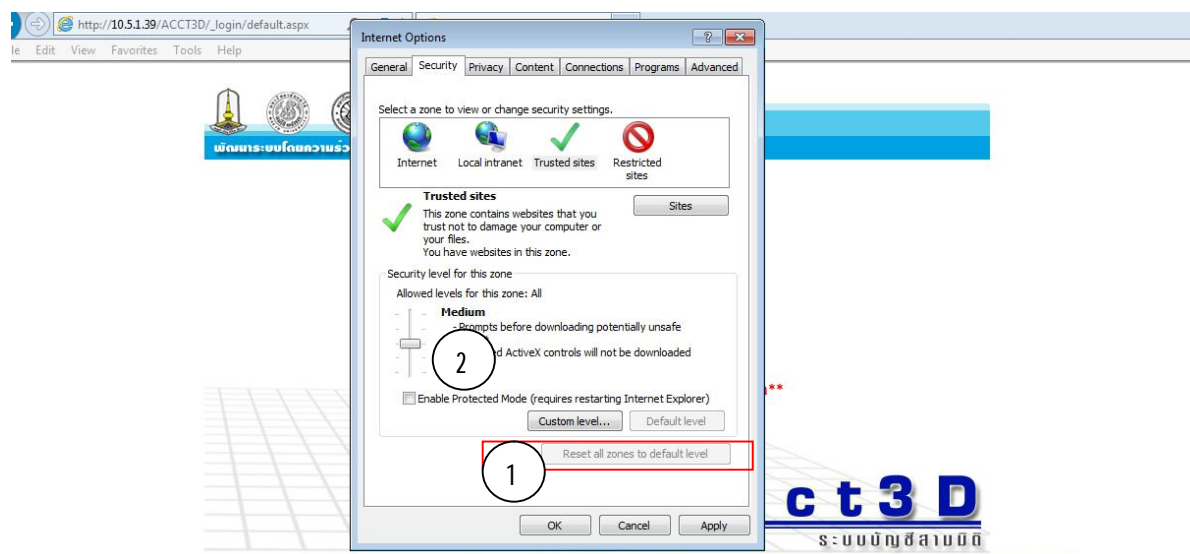 http://10.5.1.39/ACCT3D/_login/default.aspx
Edit View Favorites Tools Help
Internet Options
General Security Privacy Content Connections Programs Advanced
Select a zone to view or change security settings.
Internet Local intranet Trusted sites Restricted sites
Trusted sites
Sites
This zone contains websites that you
trust not to damage your computer or
your files.
You have websites in this zone.
Security level for this zone
Allowed levels for this zone: All
Medium
- Prompts before downloading potentially unsafe
ActiveX controls will not be downloaded
2
**
Enable Protected Mode (requires restarting Internet Explorer)
Custom level... Default level
Reset all zones to default level
1
OK Cancel Apply
ct3D
ระบบบัญชีสามมิติ